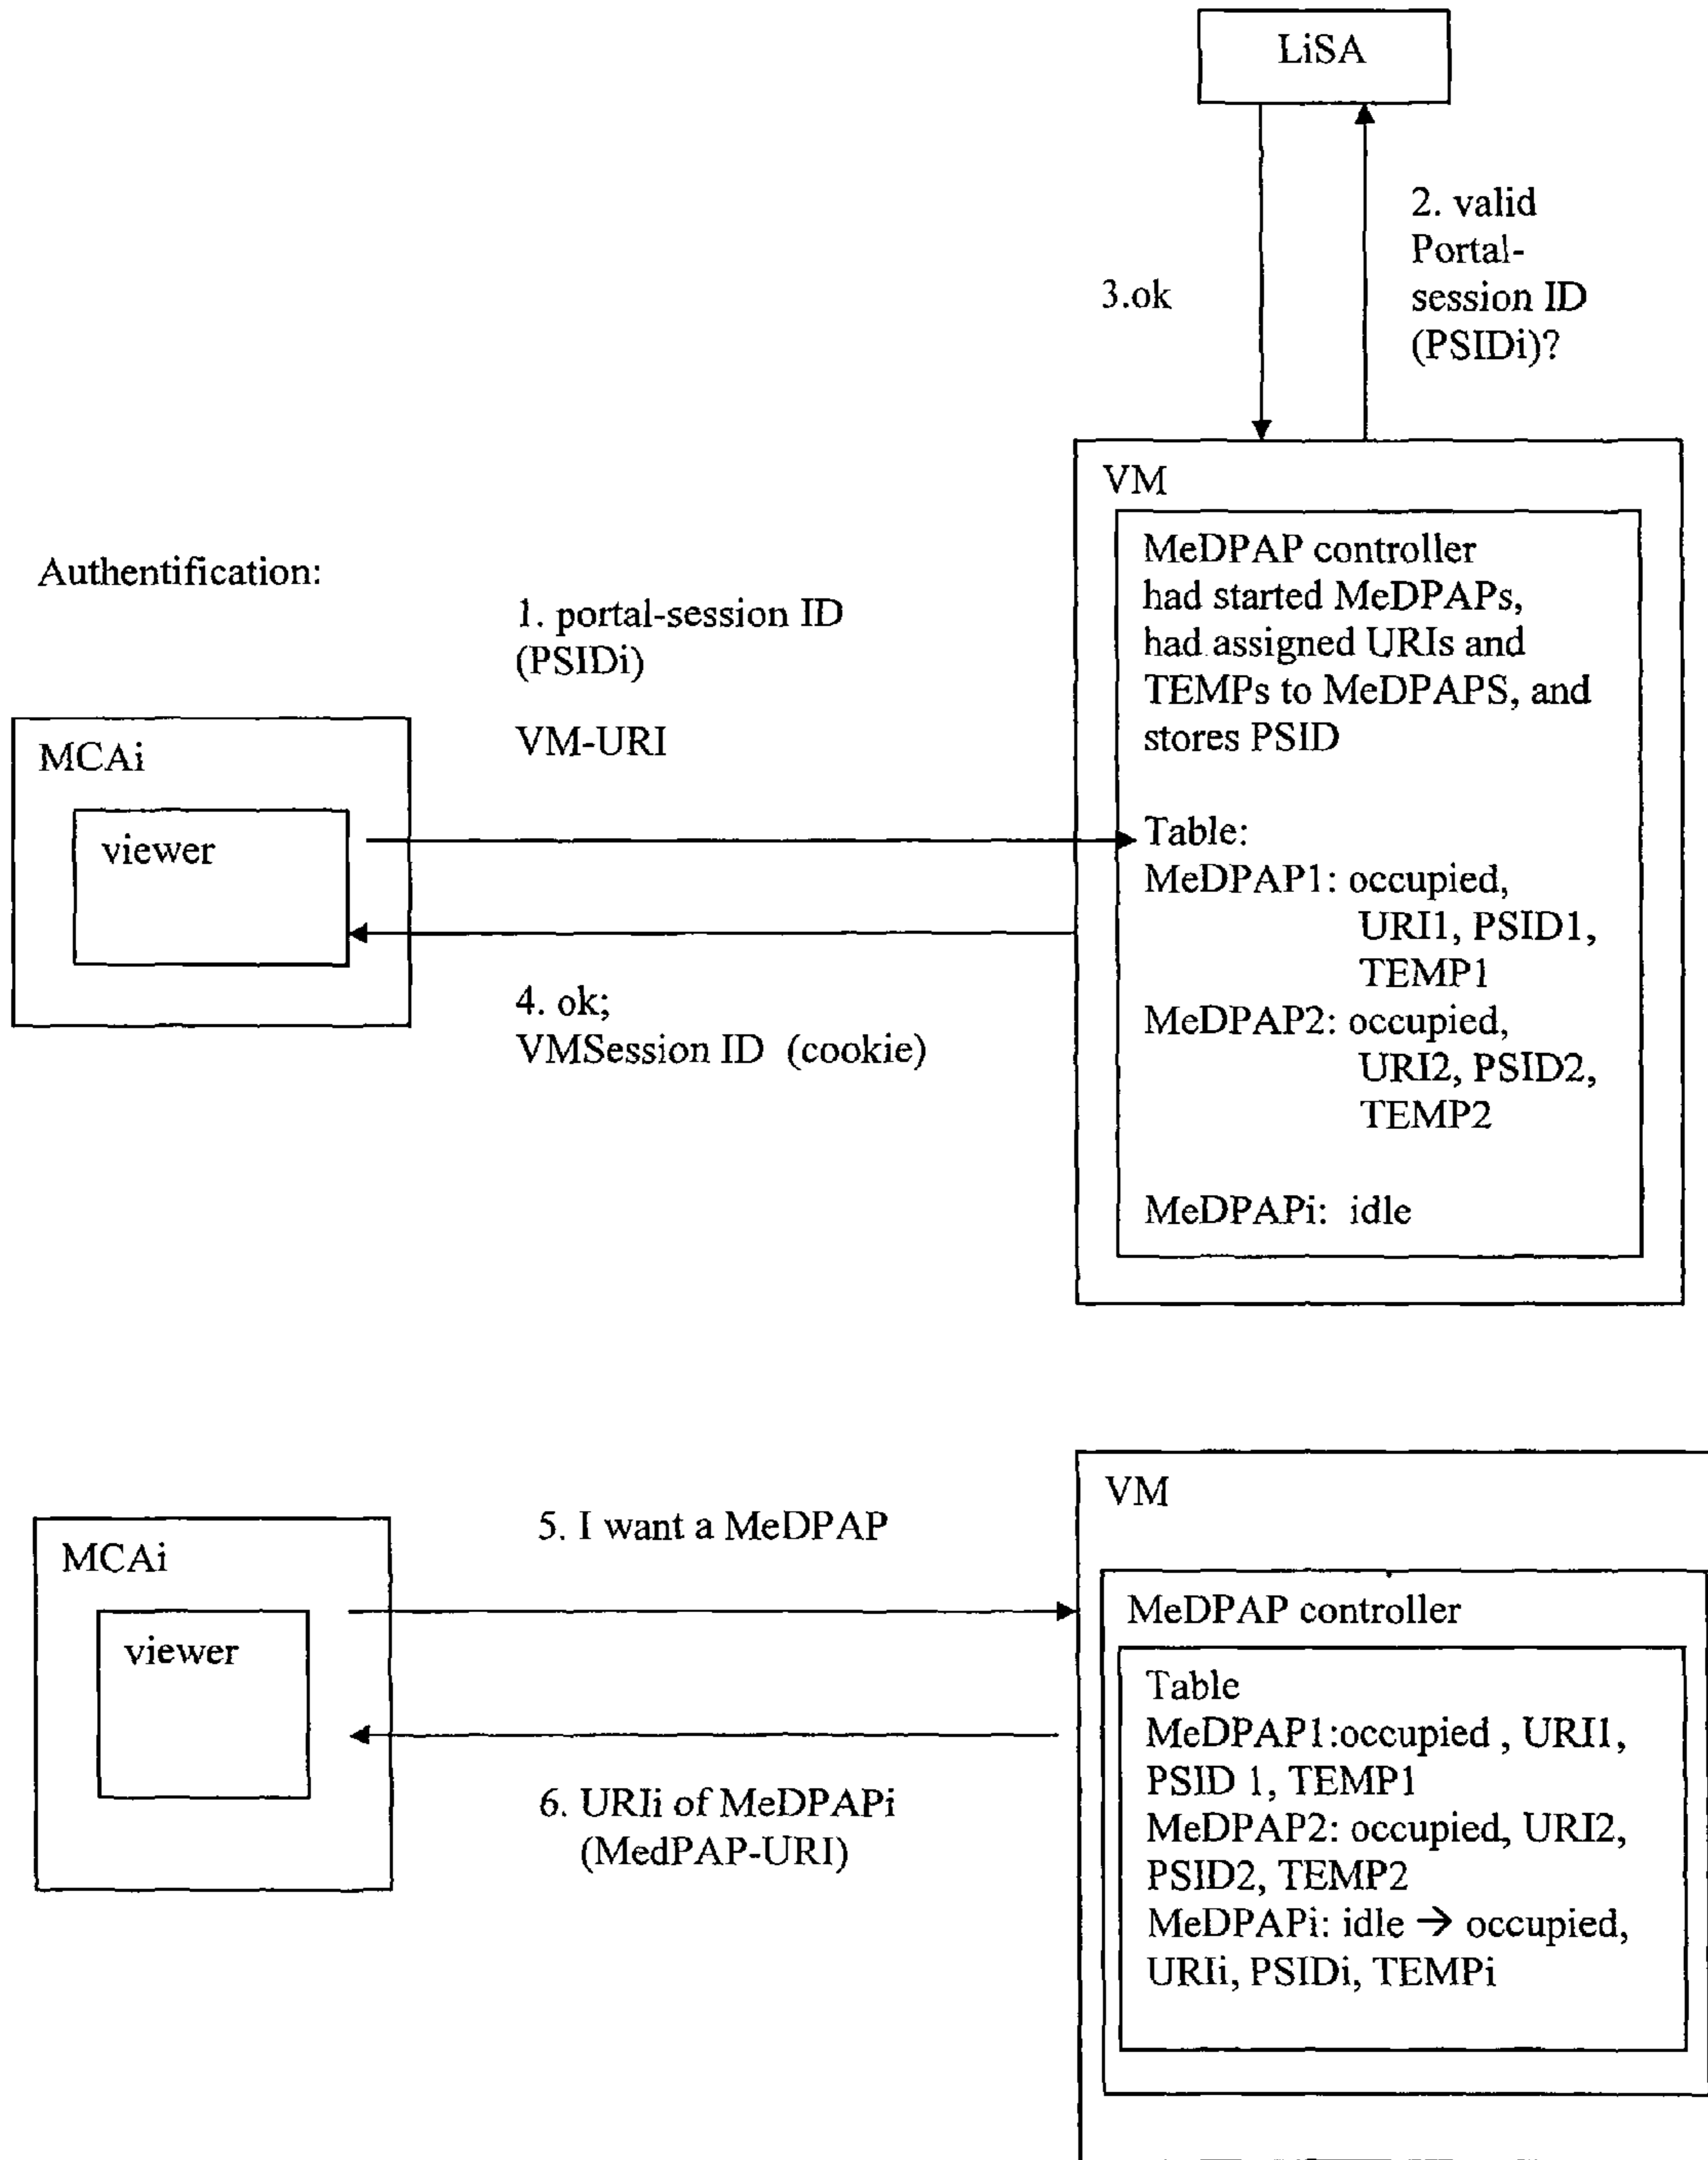 LiSA
2. valid
Portal-
session ID
(PSIDi)?
3.ok
VM
MeDPAP controller
had started MeDPAPs,
had assigned URIs and
TEMPs to MeDPAPS, and
stores PSID
Table:
MeDPAP1: occupied,
URI1, PSID1,
TEMP1
MeDPAP2: occupied,
URI2, PSID2,
TEMP2
MeDPAPi: idle
Authentification:
1. portal-session ID
(PSIDi)
VM-URI
MCAi
viewer
4. ok;
VMSession ID (cookie)
5. I want a MeDPAP
MCAi
viewer
6. URIi of MeDPAPi
(MedPAP-URI)
VM
MeDPAP controller
Table
MeDPAP1:occupied , URI1,
PSID 1, TEMP1
MeDPAP2: occupied, URI2,
PSID2, TEMP2
MeDPAPi: idle → occupied,
URIi, PSIDi, TEMPi